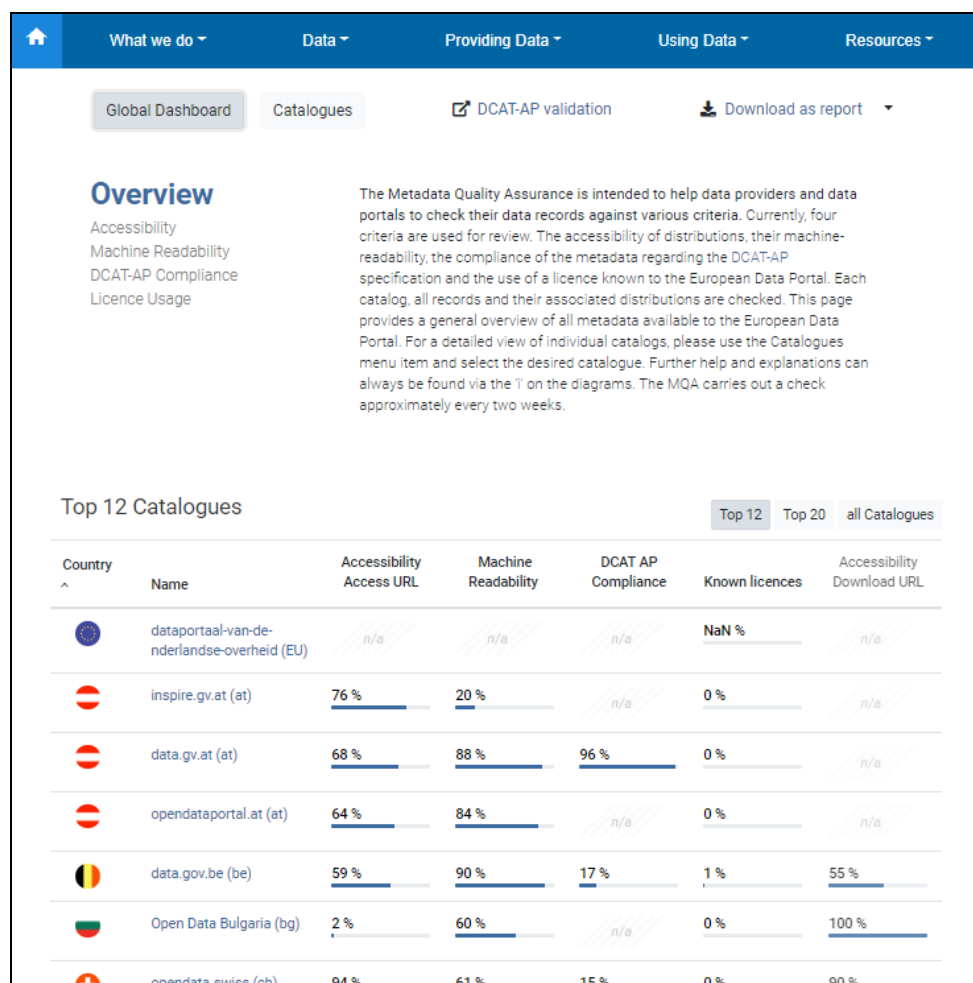 What we do Data Providing Data Using Data Resources
Global Dashboard Catalogues DCAT-AP validation Download as report
Overview
Accessibility
Machine Readability
DCAT-AP Compliance
Licence Usage
The Metadata Quality Assurance is intended to help data providers and data
portals to check their data records against various criteria. Currently, four
criteria are used for review. The accessibility of distributions, their machine-
readability, the compliance of the metadata regarding the DCAT-AP
specification and the use of a licence known to the European Data Portal. Each
catalog, all records and their associated distributions are checked. This page
provides a general overview of all metadata available to the European Data
Portal. For a detailed view of individual catalogs, please use the Catalogues
menu item and select the desired catalogue. Further help and explanations can
always be found via the 'i' on the diagrams. The MQA carries out a check
approximately every two weeks.
Top 12 Catalogues Top 12 Top 20 all Catalogues
Country Name Accessibility Access URL Machine Readability DCAT AP Compliance Known licences Accessibility Download URL
dataportaal-van-de-
nderlandse-overheid (EU) n/a n/a n/a NaN % n/a
inspire.gv.at (at) 76 % 20 % n/a 0 % n/a
data.gv.at (at) 68 % 88 % 96 % 0 % n/a
opendataportal.at (at) 64 % 84 % n/a 0 % n/a
data.gov.be (be) 59 % 90 % 17 % 1 % 55 %
Open Data Bulgaria (bg) 2 % 60 % n/a 0 % 100 %
opendata.swiss (ch) 94 % 61 % 15 % 0 % 90 %